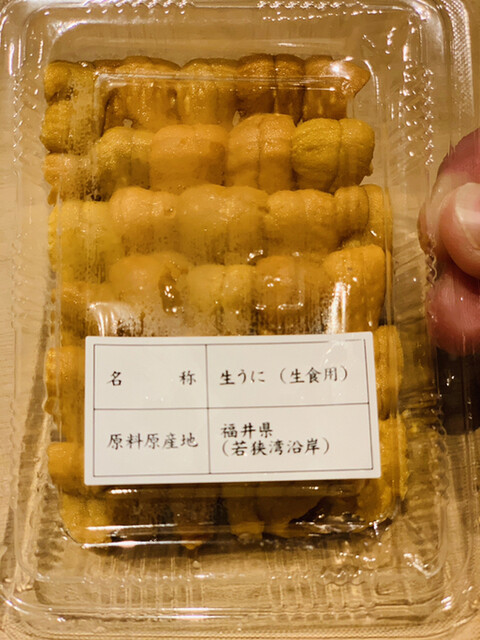 名 称 生うに（生食用）
原料原産地 福井県
（若狭湾沿岸）